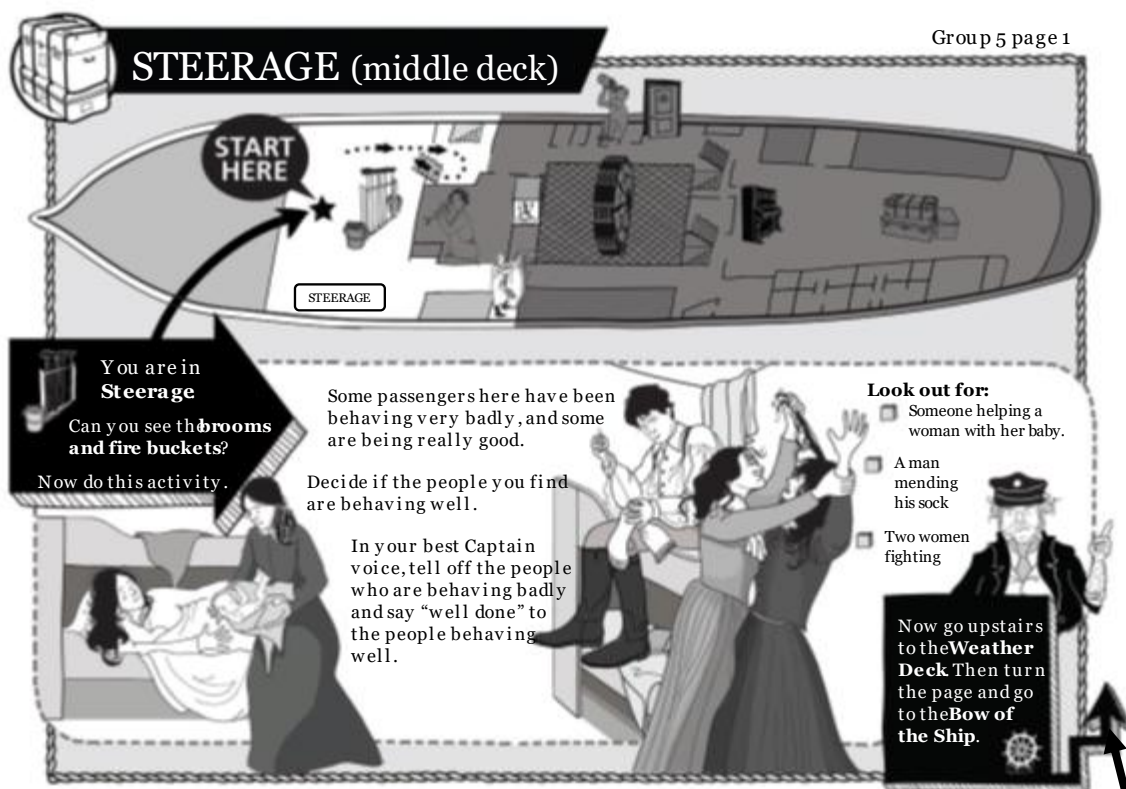 Group 5 page 1
STEERAGE (middle deck)
START
HERE
STEERAGE
You are in
Steerage.
Can you see the brooms
and fire buckets?
Now do this activity.
Some passengers here have been
behaving very badly, and some
are being really good.
Decide if the people you find
are behaving well.
In your best Captain
voice, tell off the people
who are behaving badly
and say “well done” to
the people behaving
well.
Look out for:
Someone helping a
woman with her baby.
A man
mending
his sock
Two women
fighting
Now go upstairs
to the Weather
Deck. Then turn
the page and go
to the Bow of
the Ship.